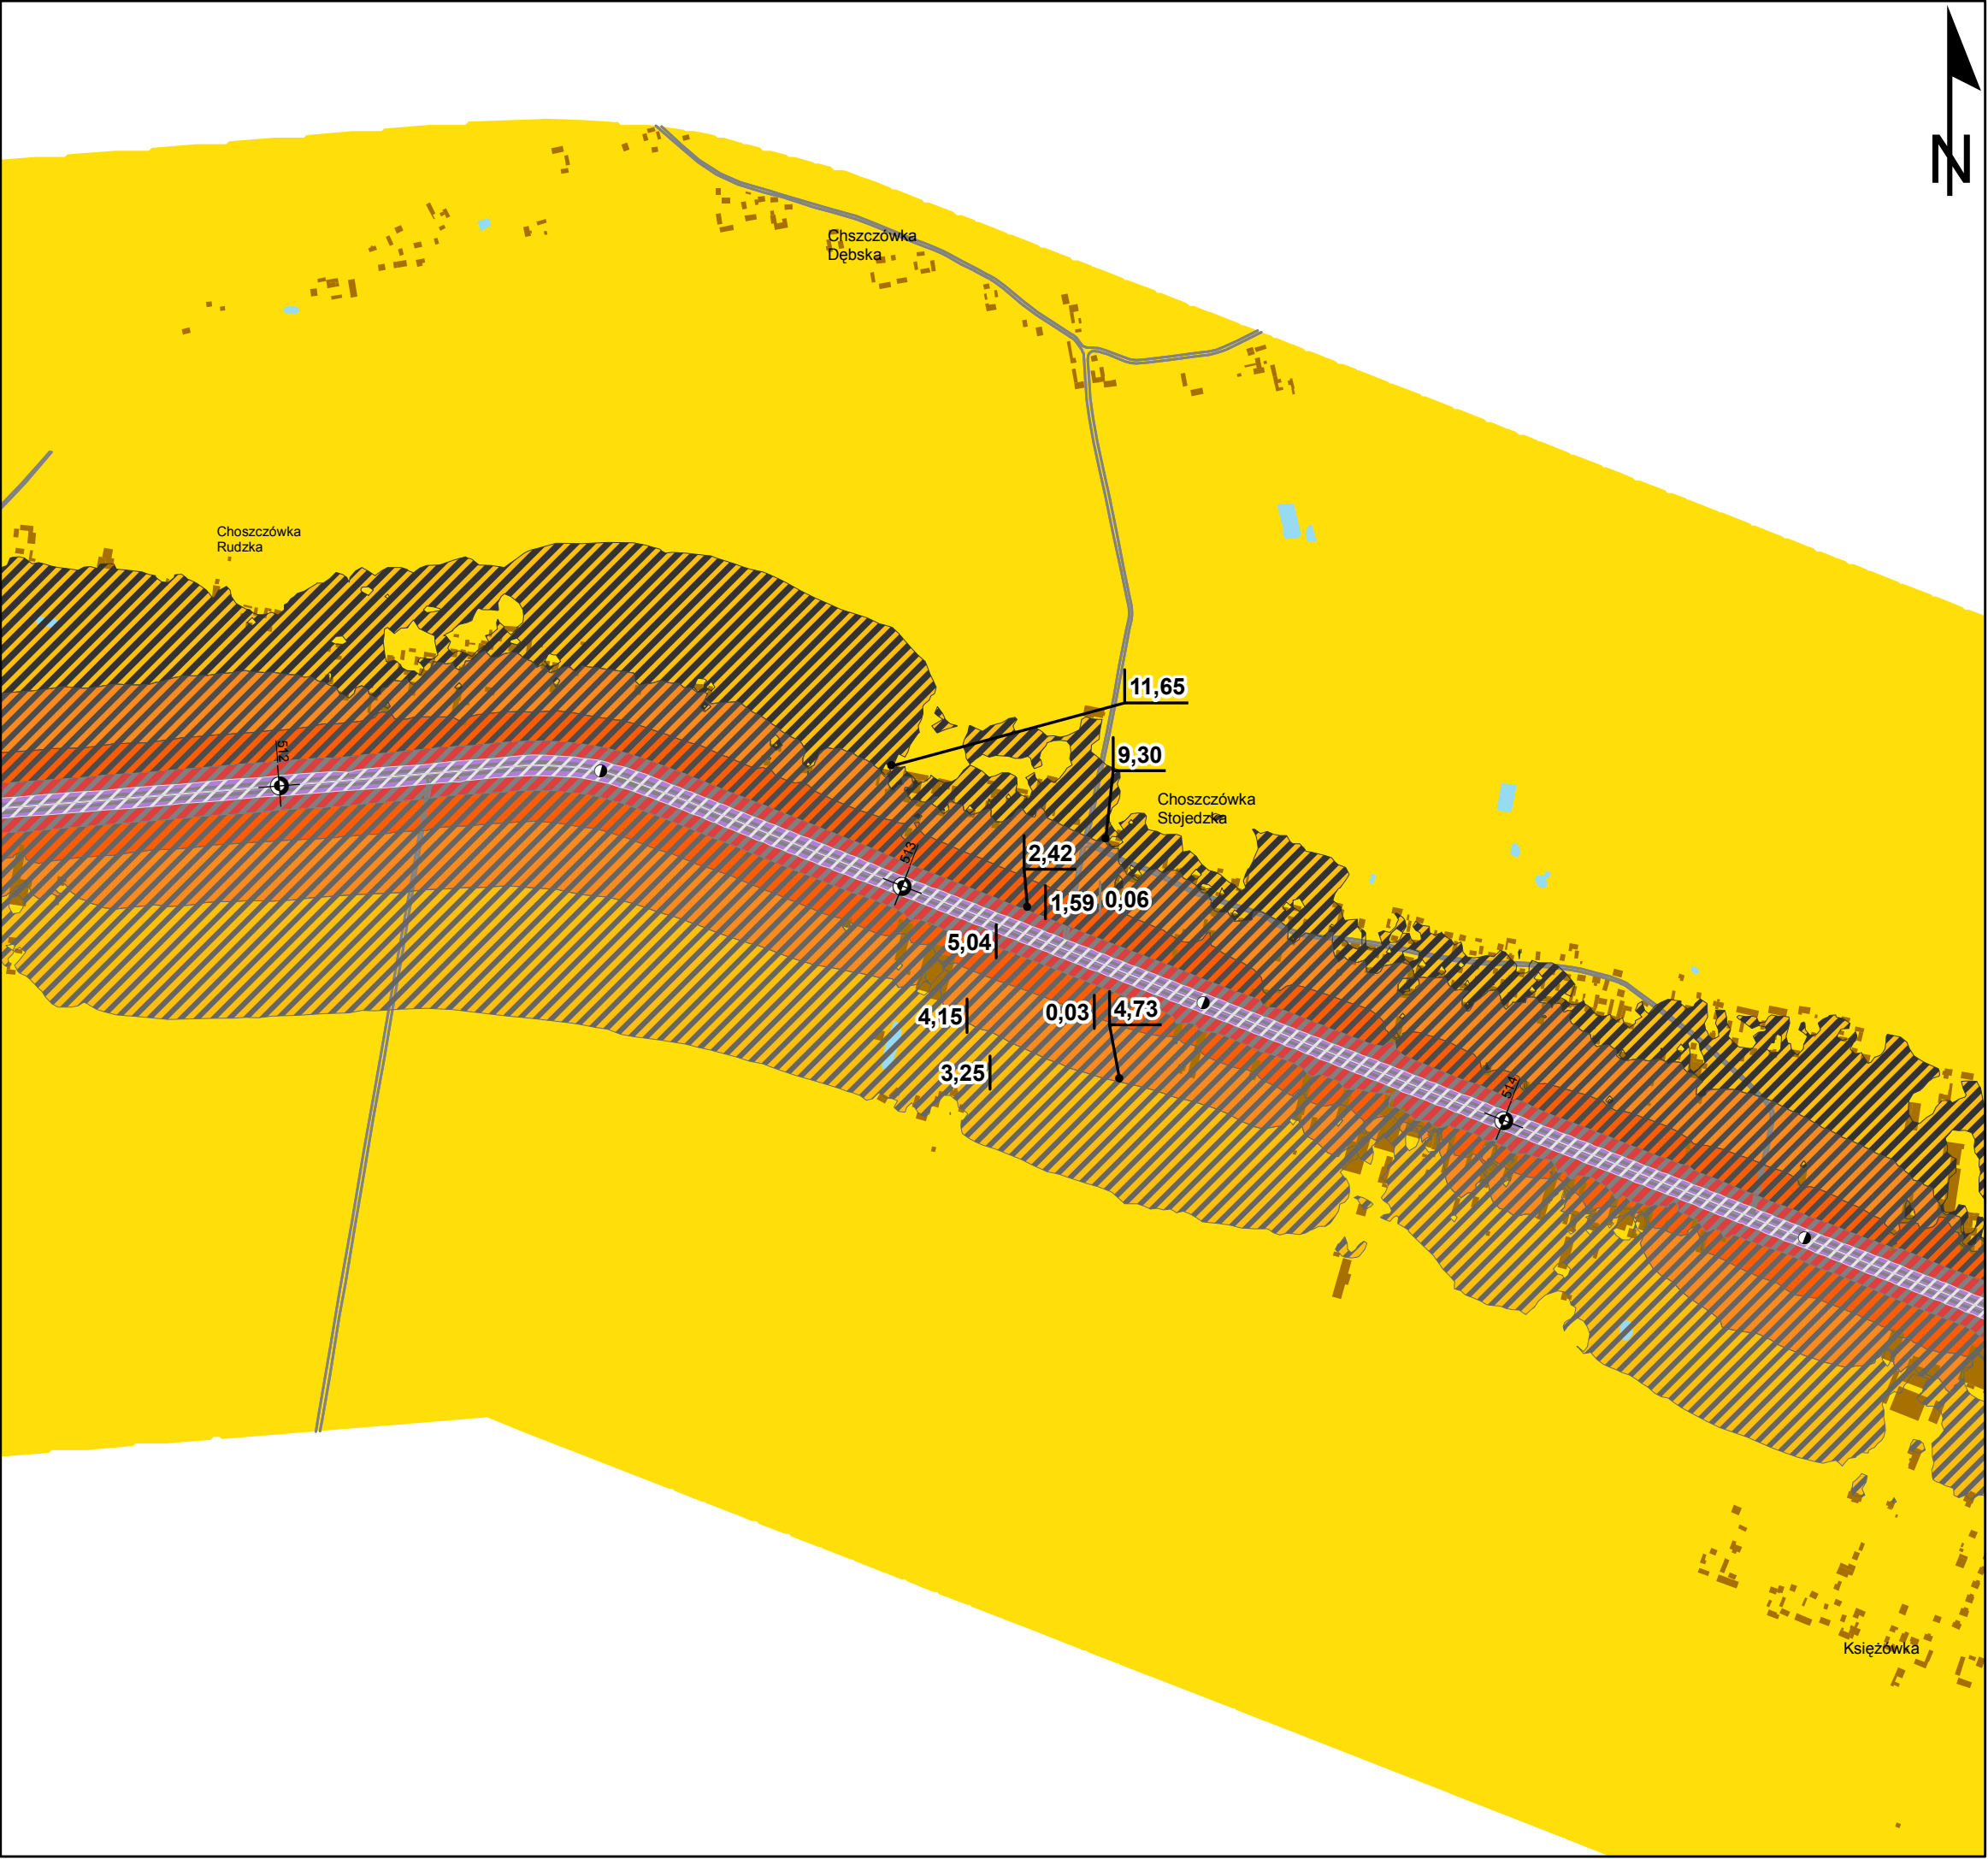 N
Chszczówka
Dębska
Choszczówka
Rudzka
11,65
512
9,30
Choszczówka
Stojedzka
2,42
513
1,59
0,06
5,04
4,15
0,03
4,73
3,25
514
Księżówka